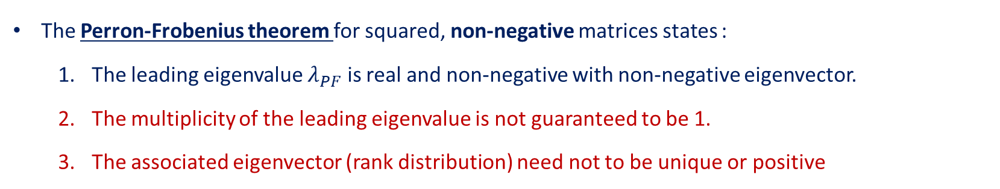 • The Perron-Frobenius theorem for squared, non-negative matrices states :
1. The leading eigenvalue λ_PF is real and non-negative with non-negative eigenvector.
2. The multiplicity of the leading eigenvalue is not guaranteed to be 1.
3. The associated eigenvector (rank distribution) need not to be unique or positive